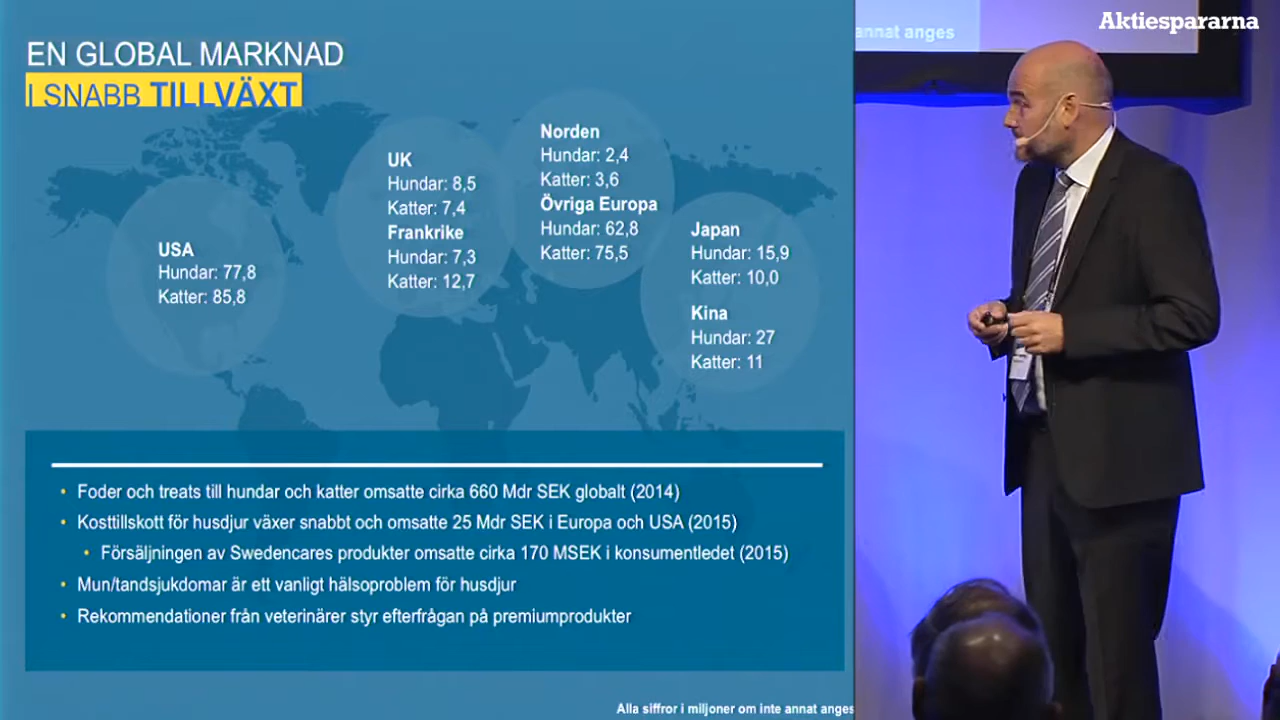 EN GLOBAL MARKNAD
I SNABB TILLVÄXT
USA
Hundar: 77,8
Katter: 85,8
UK
Hundar: 8,5
Katter: 7,4
Frankrike
Hundar: 7,3
Katter: 12,7
Norden
Hundar: 2,4
Katter: 3,6
Övriga Europa
Hundar: 62,8
Katter: 75,5
Japan
Hundar: 15,9
Katter: 10,0
Kina
Hundar: 27
Katter: 11
• Foder och treats till hundar och katter omsatte cirka 660 Mdr SEK globalt (2014)
• Kosttillskott för husdjur växer snabbt och omsatte 25 Mdr SEK i Europa och USA (2015)
• Försäljningen av Swedencares produkter omsatte cirka 170 MSEK i konsumentledet (2015)
• Mun/tandsjukdomar är ett vanligt hälsoproblem för husdjur
• Rekommendationer från veterinärer styr efterfrågan på premiumprodukter
Alla siffror i miljoner om inte annat anges
Aktiespararna
annat anges